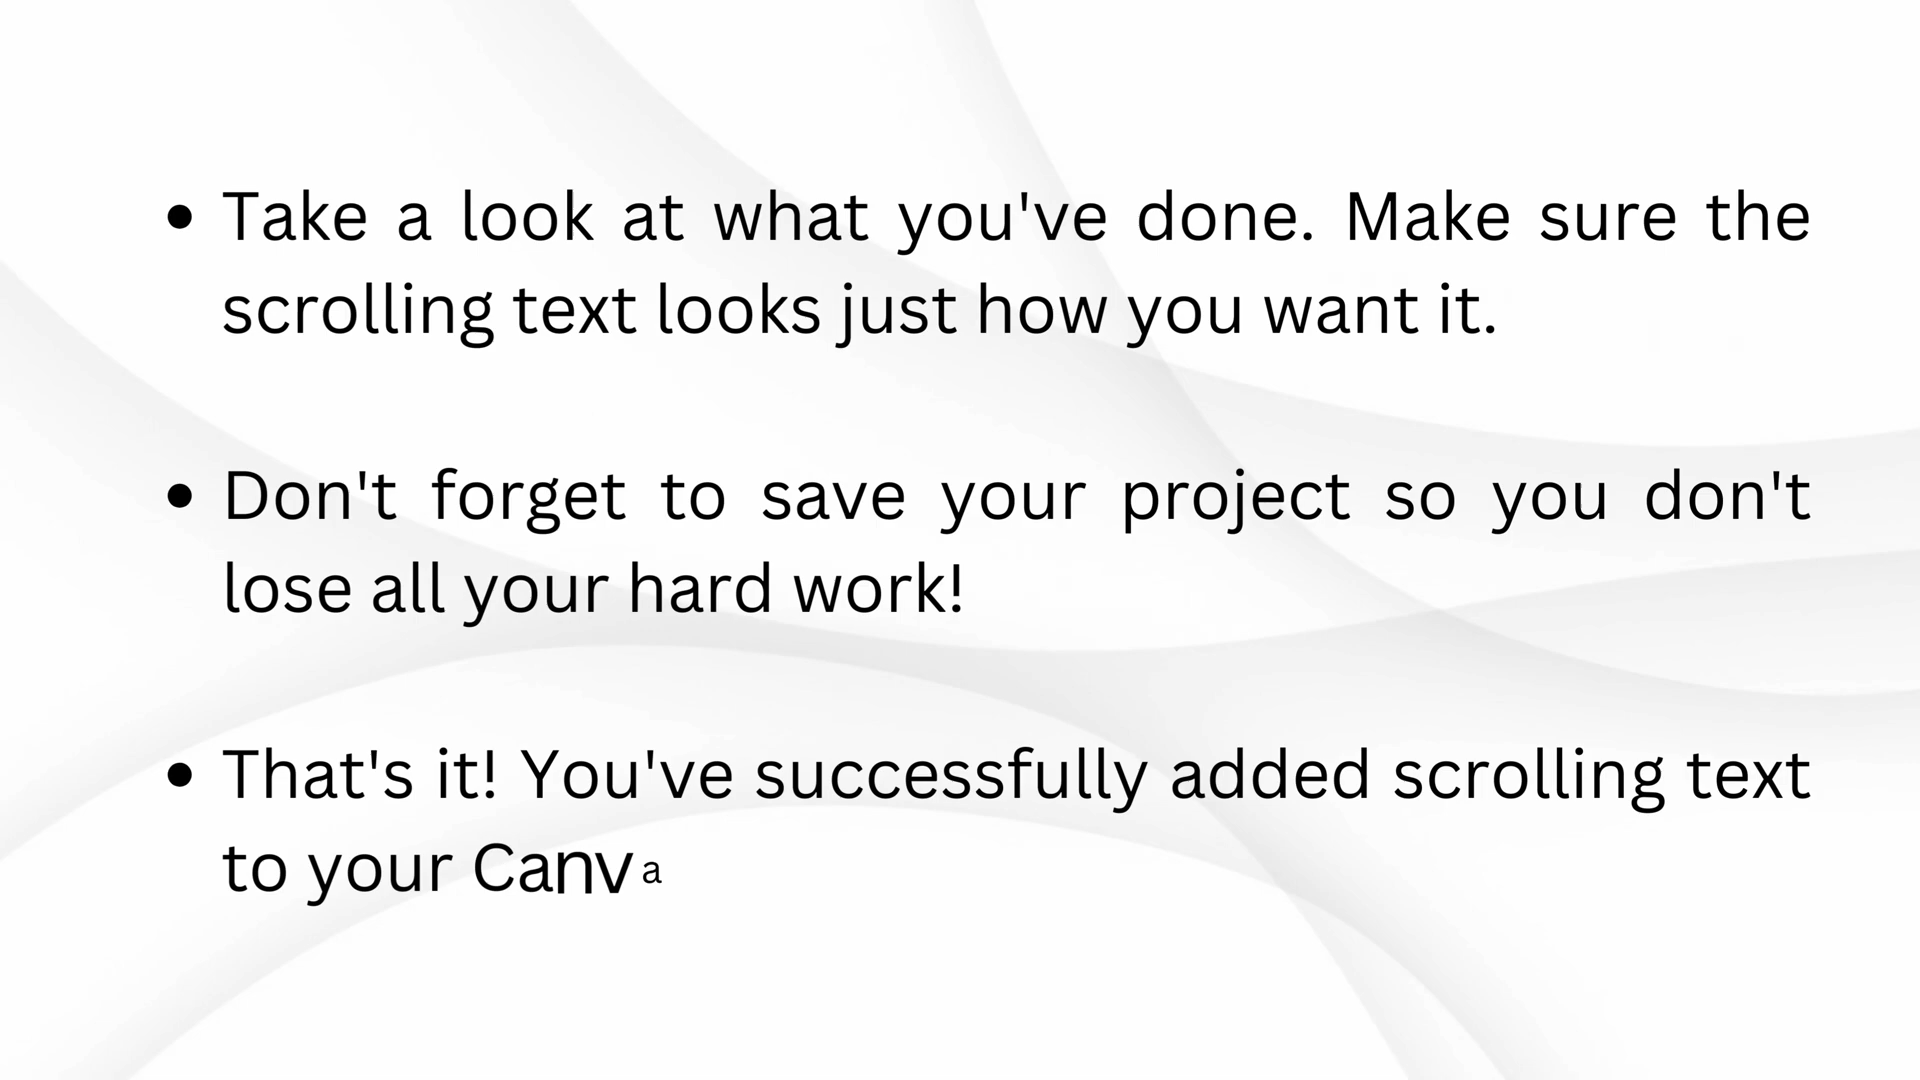 • Take a look at what you've done. Make sure the
scrolling text looks just how you want it.
• Don't forget to save your project so you don't
lose all your hard work!
• That's it! You've successfully added scrolling text
to your Canva